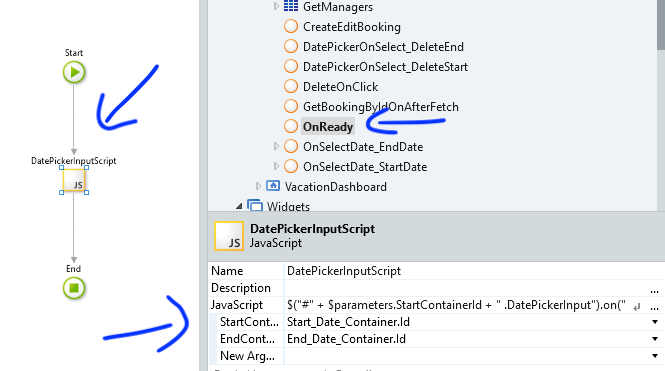 Start
DatePickerInputScript
JS
End
GetManagers
CreateEditBooking
DatePickerOnSelect_DeleteEnd
DatePickerOnSelect_DeleteStart
DeleteOnClick
GetBookingByIdOnAfterFetch
OnReady
OnSelectDate_EndDate
OnSelectDate_StartDate
VacationDashboard
Widgets
JS
DatePickerInputScript
JavaScript
Name DatePickerInputScript
Description ...
JavaScript $("#" + $parameters.StartContainerId + " .DatePickerInput").on(" ...
StartCont... Start_Date_Container.Id
EndCont... End_Date_Container.Id
New Arg...